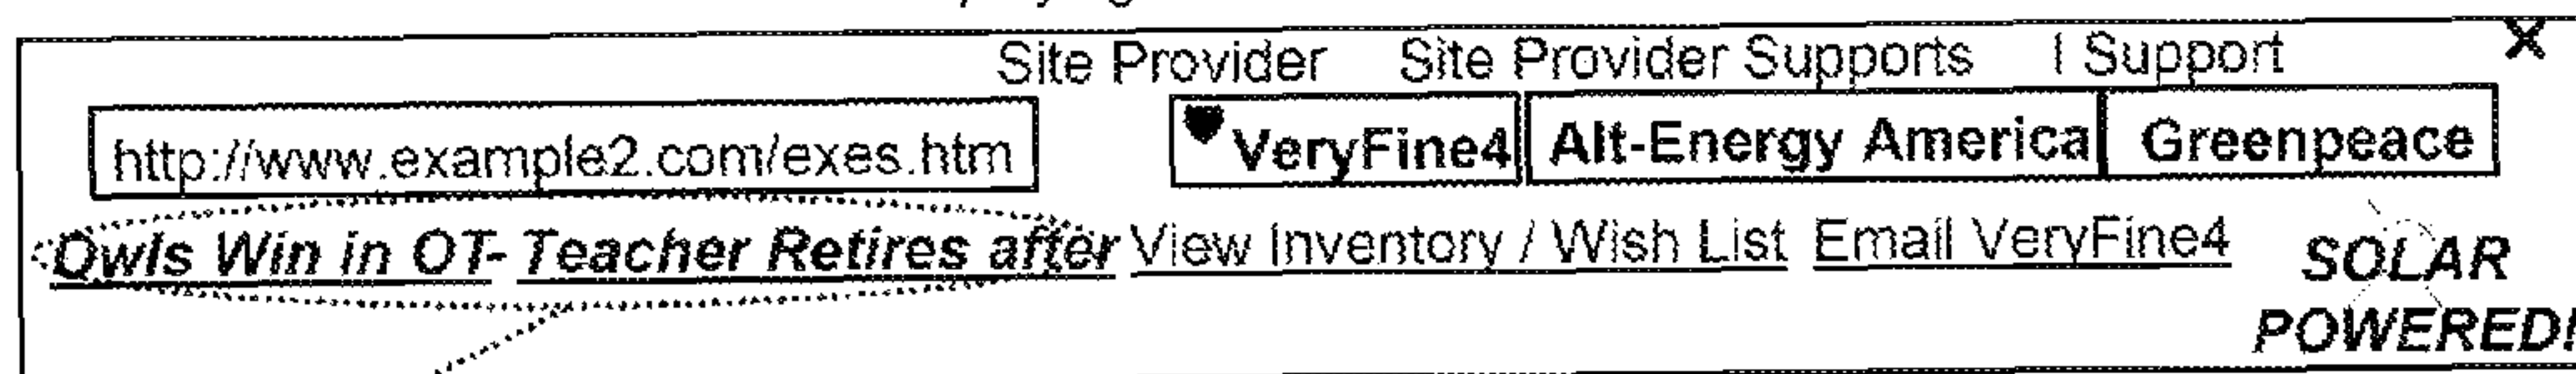 Site Provider Site Provider Supports I Support X
http://www.example2.com/exes.htm VeryFine4 Alt-Energy America Greenpeace
Owls Win in OT- Teacher Retires after View Inventory / Wish List Email VeryFine4 SOLAR
POWERED!